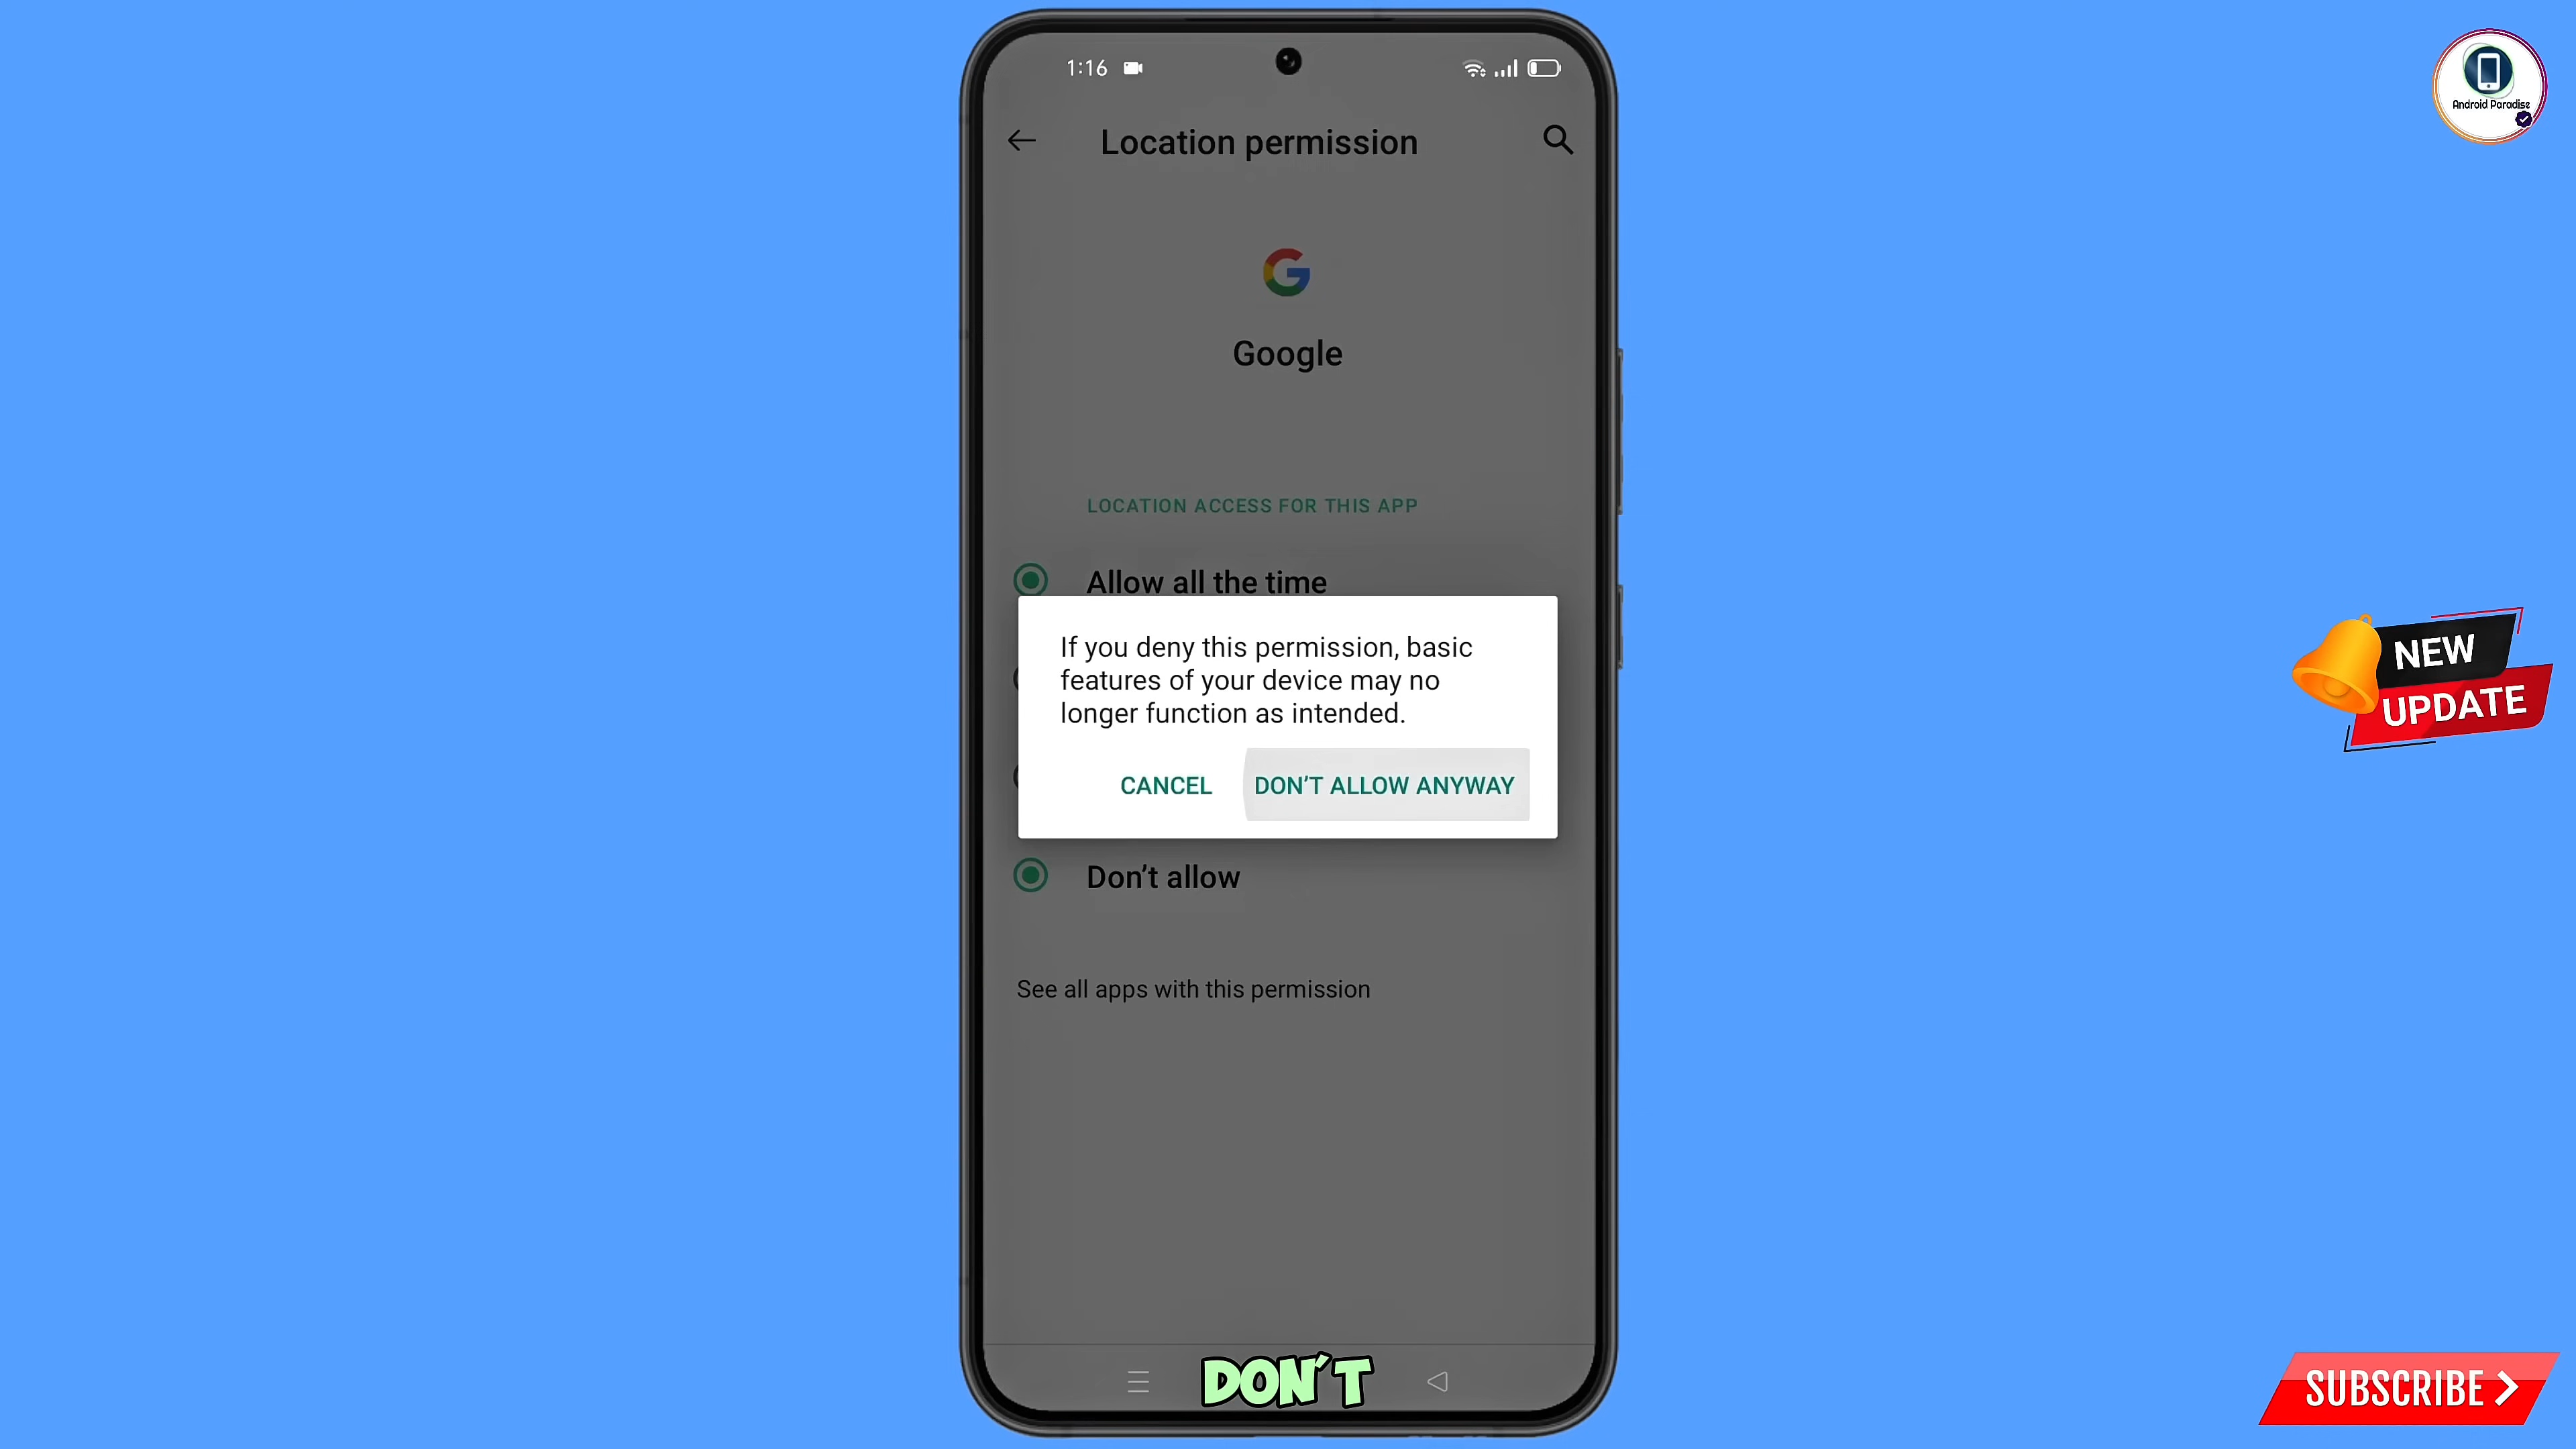 1:16
Android Paradise
Location permission
Google
LOCATION ACCESS FOR THIS APP
Allow all the time
If you deny this permission, basic
features of your device may no
longer function as intended.
CANCEL
DON'T ALLOW ANYWAY
NEW
UPDATE
Don't allow
See all apps with this permission
DON'T
SUBSCRIBE